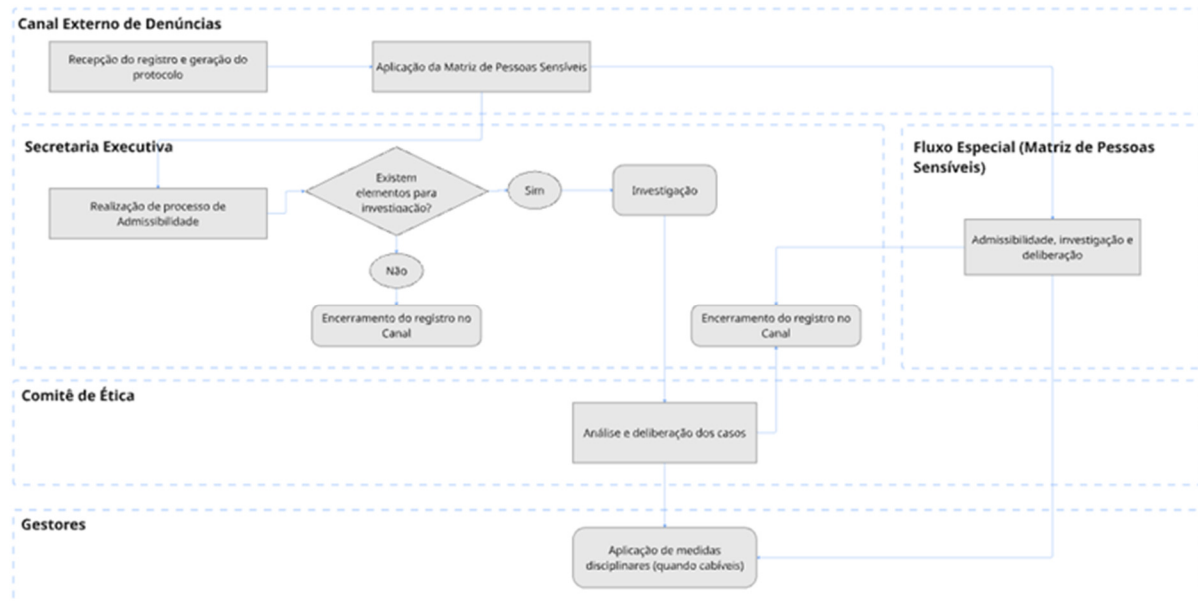 Canal Externo de Denúncias
Recepção do registro e geração do
protocolo
Aplicação da Matriz de Pessoas Sensíveis
Secretaria Executiva
Realização de processo de
Admissibilidade
Existem
elementos para
investigação?
Sim
Investigação
Não
Encerramento do registro no
Canal
Encerramento do registro no
Canal
Fluxo Especial (Matriz de Pessoas
Sensíveis)
Admissibilidade, investigação e
deliberação
Comitê de Ética
Análise e deliberação dos casos
Gestores
Aplicação de medidas
disciplinares (quando cabíveis)